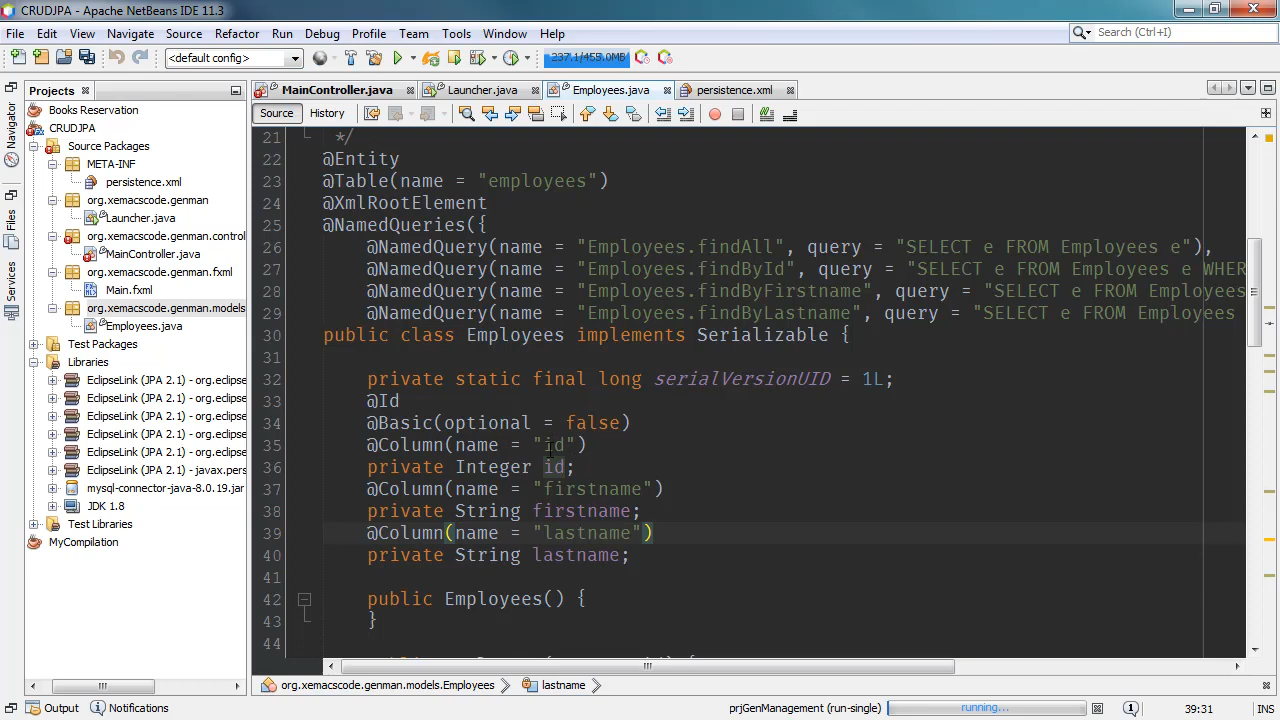 CRUDJPA - Apache NetBeans IDE 11.3
File Edit View Navigate Source Refactor Run Debug Profile Team Tools Window Help
Search (Ctrl+I)
<default config>
237.1/453.0MB
Projects
MainController.java
Launcher.java
Employees.java
persistence.xml
Source
History
Navigator
Files
Services
Books Reservation
CRUDJPA
Source Packages
META-INF
persistence.xml
org.xemacscode.genman
Launcher.java
org.xemacscode.genman.control
MainController.java
org.xemacscode.genman.fxml
Main.fxml
org.xemacscode.genman.models
Employees.java
Test Packages
Libraries
EclipseLink (JPA 2.1) - org.eclipse
EclipseLink (JPA 2.1) - org.eclipse
EclipseLink (JPA 2.1) - org.eclipse
EclipseLink (JPA 2.1) - org.eclipse
EclipseLink (JPA 2.1) - org.eclipse
EclipseLink (JPA 2.1) - javax.pers
mysql-connector-java-8.0.19.jar
JDK 1.8
Test Libraries
MyCompilation
21 */
22 @Entity
23 @Table(name = "employees")
24 @XmlRootElement
25 @NamedQueries({
26 @NamedQuery(name = "Employees.findAll", query = "SELECT e FROM Employees e"),
27 @NamedQuery(name = "Employees.findById", query = "SELECT e FROM Employees e WHER
28 @NamedQuery(name = "Employees.findByFirstname", query = "SELECT e FROM Employees
29 @NamedQuery(name = "Employees.findByLastname", query = "SELECT e FROM Employees
30 public class Employees implements Serializable {
31
32 private static final long serialVersionUID = 1L;
33 @Id
34 @Basic(optional = false)
35 @Column(name = "id")
36 private Integer id;
37 @Column(name = "firstname")
38 private String firstname;
39 @Column(name = "lastname")
40 private String lastname;
41
42 public Employees() {
43 }
44
org.xemacscode.genman.models.Employees
lastname
Output
Notifications
prjGenManagement (run-single)
running...
1
39:31
INS